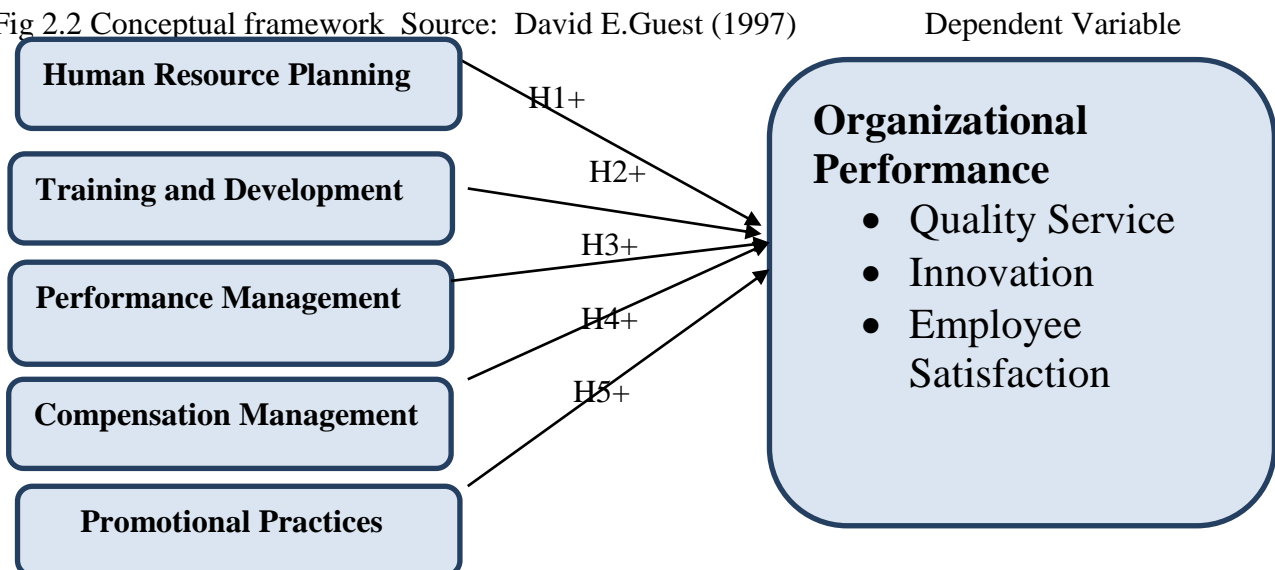 Fig 2.2 Conceptual framework Source: David E.Guest (1997) Dependent Variable
Human Resource Planning
H1+
Organizational
Performance
• Quality Service
• Innovation
• Employee
Satisfaction
H2+
Training and Development
H3+
Performance Management
H4+
Compensation Management
H5+
Promotional Practices